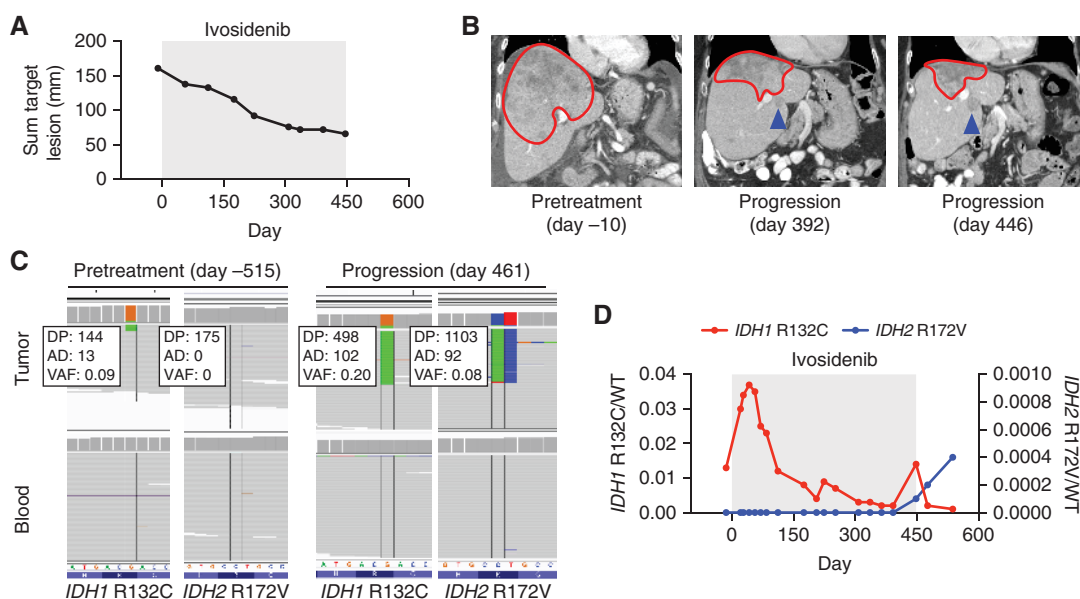 A
Ivosidenib
200
150
100
50
0
Sum target
lesion (mm)
0 150 300 450 600
Day
B
Pretreatment
(day –10)
Progression
(day 392)
Progression
(day 446)
C
Pretreatment (day –515)
Progression (day 461)
Tumor
DP: 144
AD: 13
VAF: 0.09
DP: 175
AD: 0
VAF: 0
DP: 498
AD: 102
VAF: 0.20
DP: 1103
AD: 92
VAF: 0.08
Blood
IDH1 R132C
IDH2 R172V
IDH1 R132C
IDH2 R172V
D
IDH1 R132C IDH2 R172V
Ivosidenib
0.04
0.03
0.02
0.01
0.00
IDH1 R132C/WT
0.0010
0.0008
0.0006
0.0004
0.0002
0.0000
IDH2 R172V/WT
0 150 300 450 600
Day